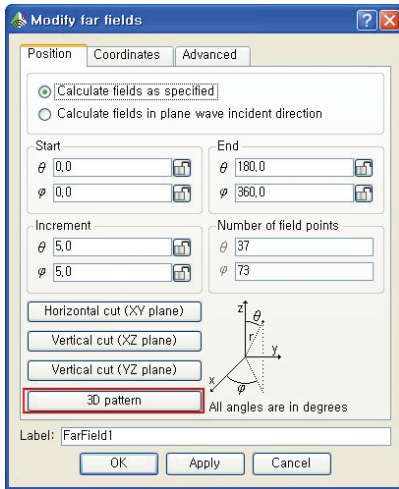 Modify far fields
Position Coordinates Advanced
Calculate fields as specified
Calculate fields in plane wave incident direction
Start End
θ 0,0 θ 180,0
φ 0,0 φ 360,0
Increment Number of field points
θ 5,0 θ 37
φ 5,0 φ 73
Horizontal cut (XY plane)
Vertical cut (XZ plane)
Vertical cut (YZ plane)
3D pattern
z θ
r
y
x φ
All angles are in degrees
Label: FarField1
OK Apply Cancel